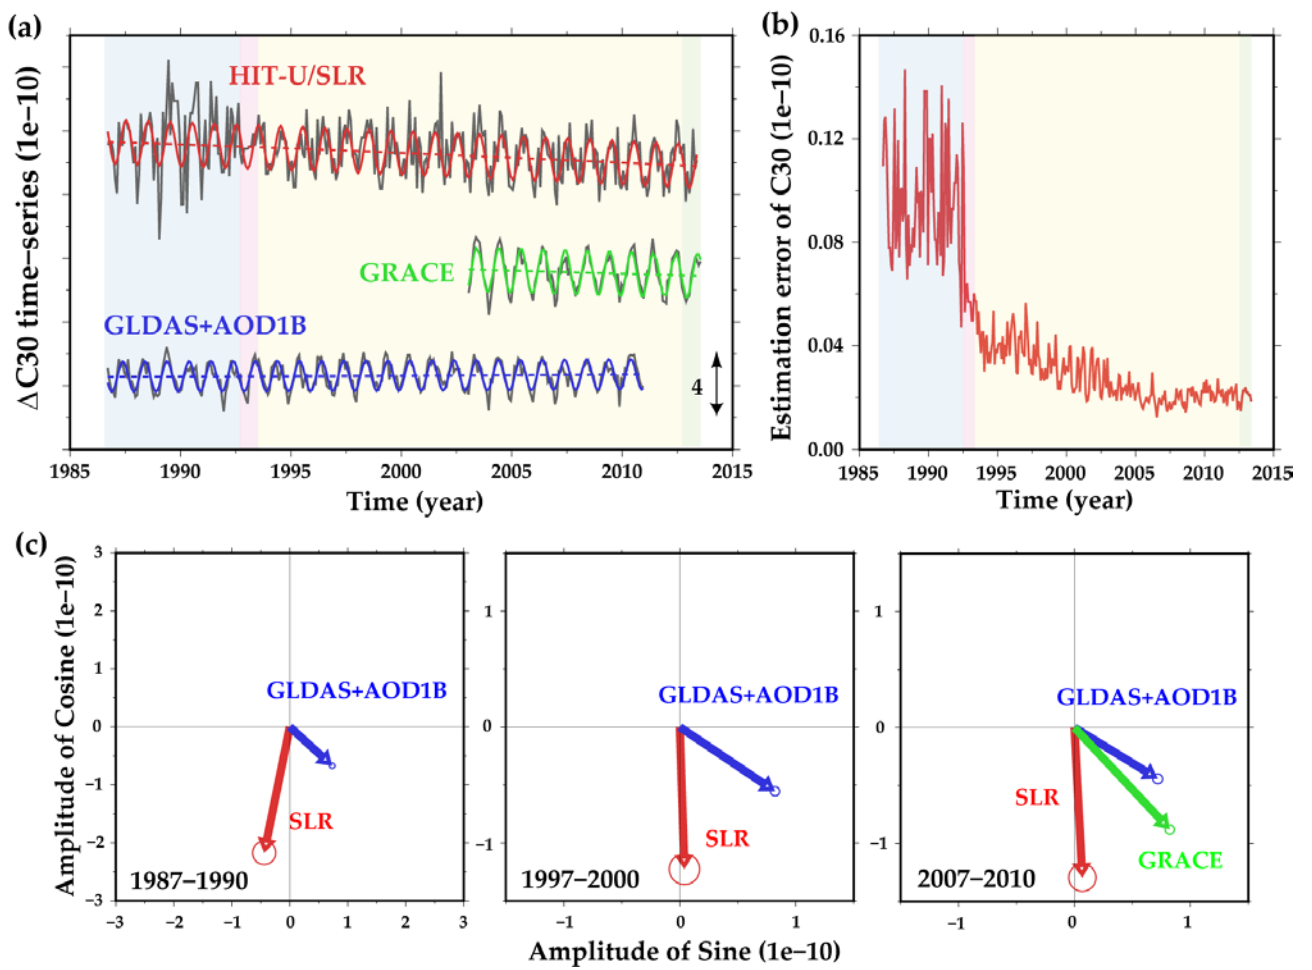 (a)
ΔC30 time–series (1e–10)
HIT-U/SLR
GRACE
GLDAS+AOD1B
4
1985 1990 1995 2000 2005 2010 2015
Time (year)
(b)
Estimation error of C30 (1e–10)
0.16
0.12
0.08
0.04
0.00
1985 1990 1995 2000 2005 2010 2015
Time (year)
(c)
Amplitude of Cosine (1e–10)
3
2
1
0
−1
−2
−3
GLDAS+AOD1B
SLR
1987–1990
−3 −2 −1 0 1 2 3
1
0
−1
GLDAS+AOD1B
SLR
1997–2000
−1 0 1
1
0
−1
GLDAS+AOD1B
SLR
GRACE
2007–2010
−1 0 1
Amplitude of Sine (1e–10)